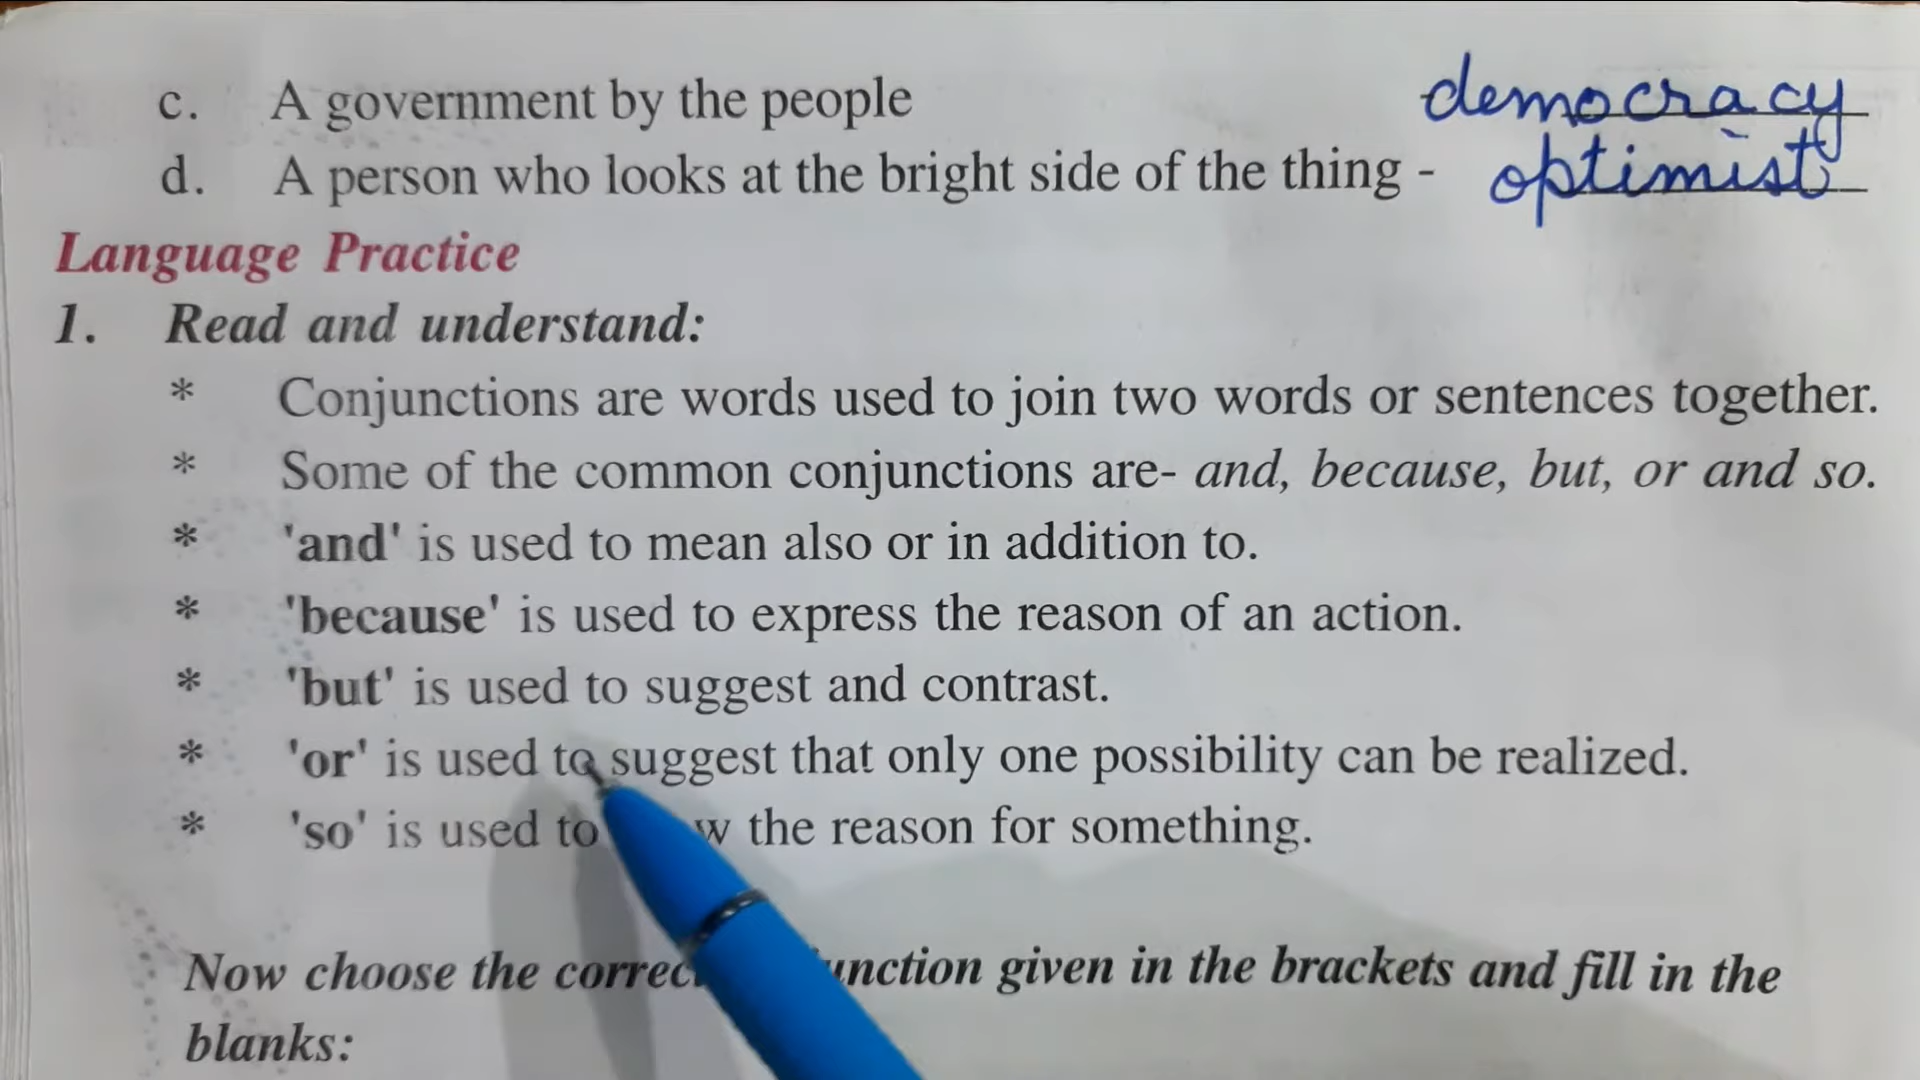 c. A government by the people democracy
d. A person who looks at the bright side of the thing - optimist
Language Practice
1. Read and understand:
* Conjunctions are words used to join two words or sentences together.
* Some of the common conjunctions are- and, because, but, or and so.
* 'and' is used to mean also or in addition to.
* 'because' is used to express the reason of an action.
* 'but' is used to suggest and contrast.
* 'or' is used to suggest that only one possibility can be realized.
* 'so' is used to the reason for something.
Now choose the given in the brackets and fill in the
blanks: